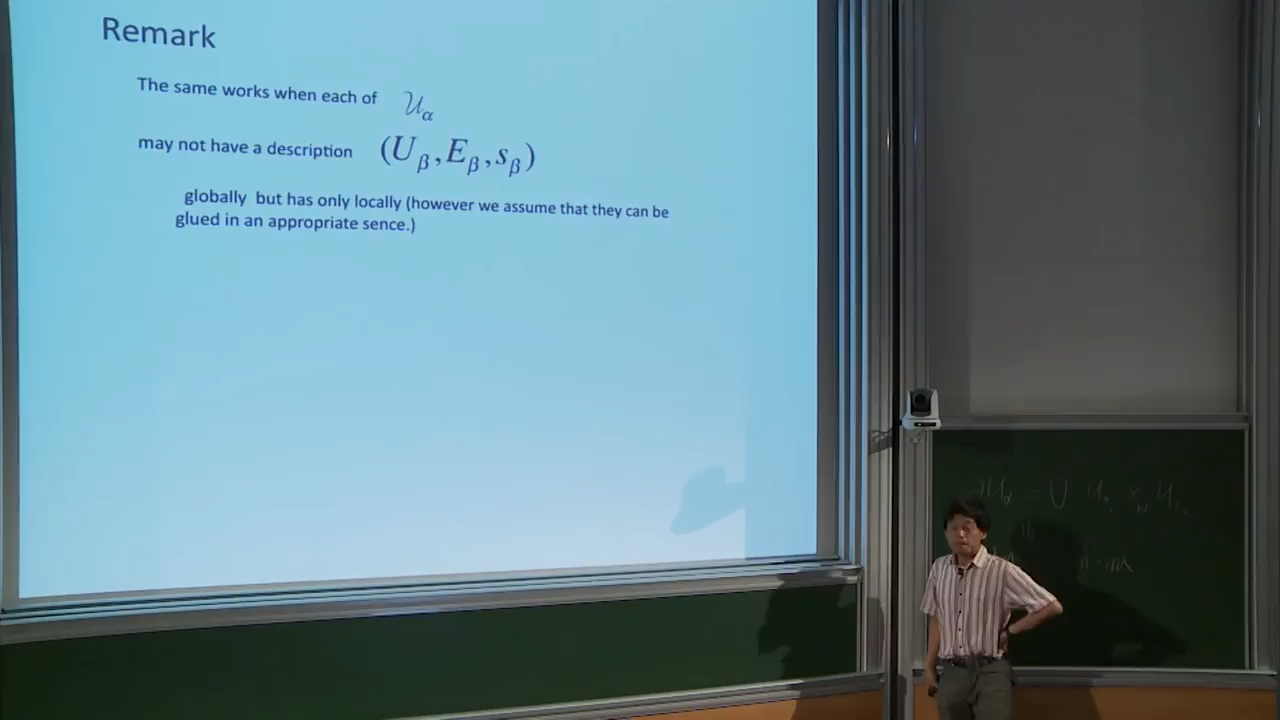 Remark
The same works when each of 𝒰_α
may not have a description (U_β, E_β, s_β)
globally but has only locally (however we assume that they can be
glued in an appropriate sence.)